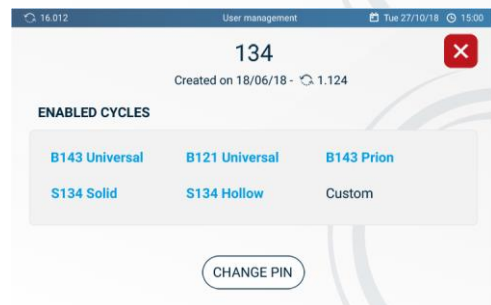 16.012 User management Tue 27/10/18 15:00
134
Created on 18/06/18 - 1.124
ENABLED CYCLES
B143 Universal B121 Universal B143 Prion
S134 Solid S134 Hollow Custom
CHANGE PIN